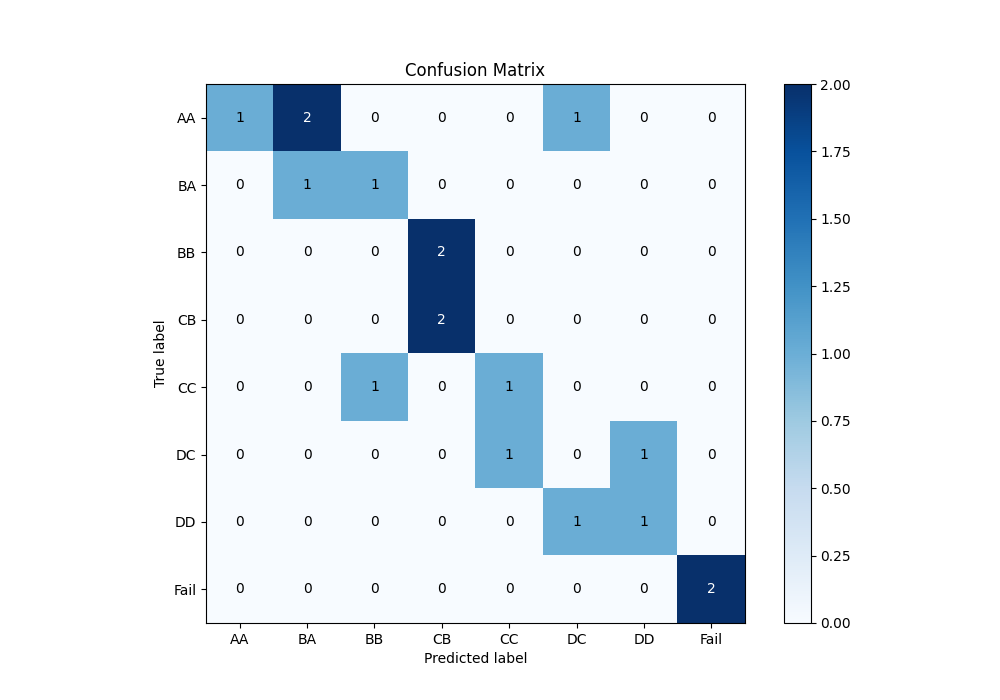 Confusion Matrix
True label
AA 1 2 0 0 0 1 0 0
BA 0 1 1 0 0 0 0 0
BB 0 0 0 2 0 0 0 0
CB 0 0 0 2 0 0 0 0
CC 0 0 1 0 1 0 0 0
DC 0 0 0 0 1 0 1 0
DD 0 0 0 0 0 1 1 0
Fail 0 0 0 0 0 0 0 2
AA BA BB CB CC DC DD Fail
Predicted label
2.00
1.75
1.50
1.25
1.00
0.75
0.50
0.25
0.00